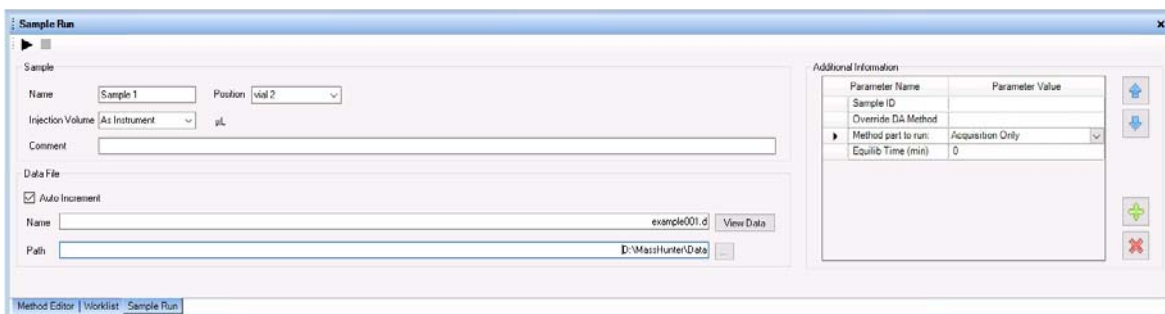 Sample Run
Sample
Name Sample 1 Position vial 2
Injection Volume As Instrument µL
Comment
Data File
Auto Increment
Name example001.d View Data
Path D:\MassHunter\Data ...
Additional Information
Parameter Name Parameter Value
Sample ID
Override DA Method
Method part to run: Acquisition Only
Equilib Time (min) 0
Method Editor Worklist Sample Run